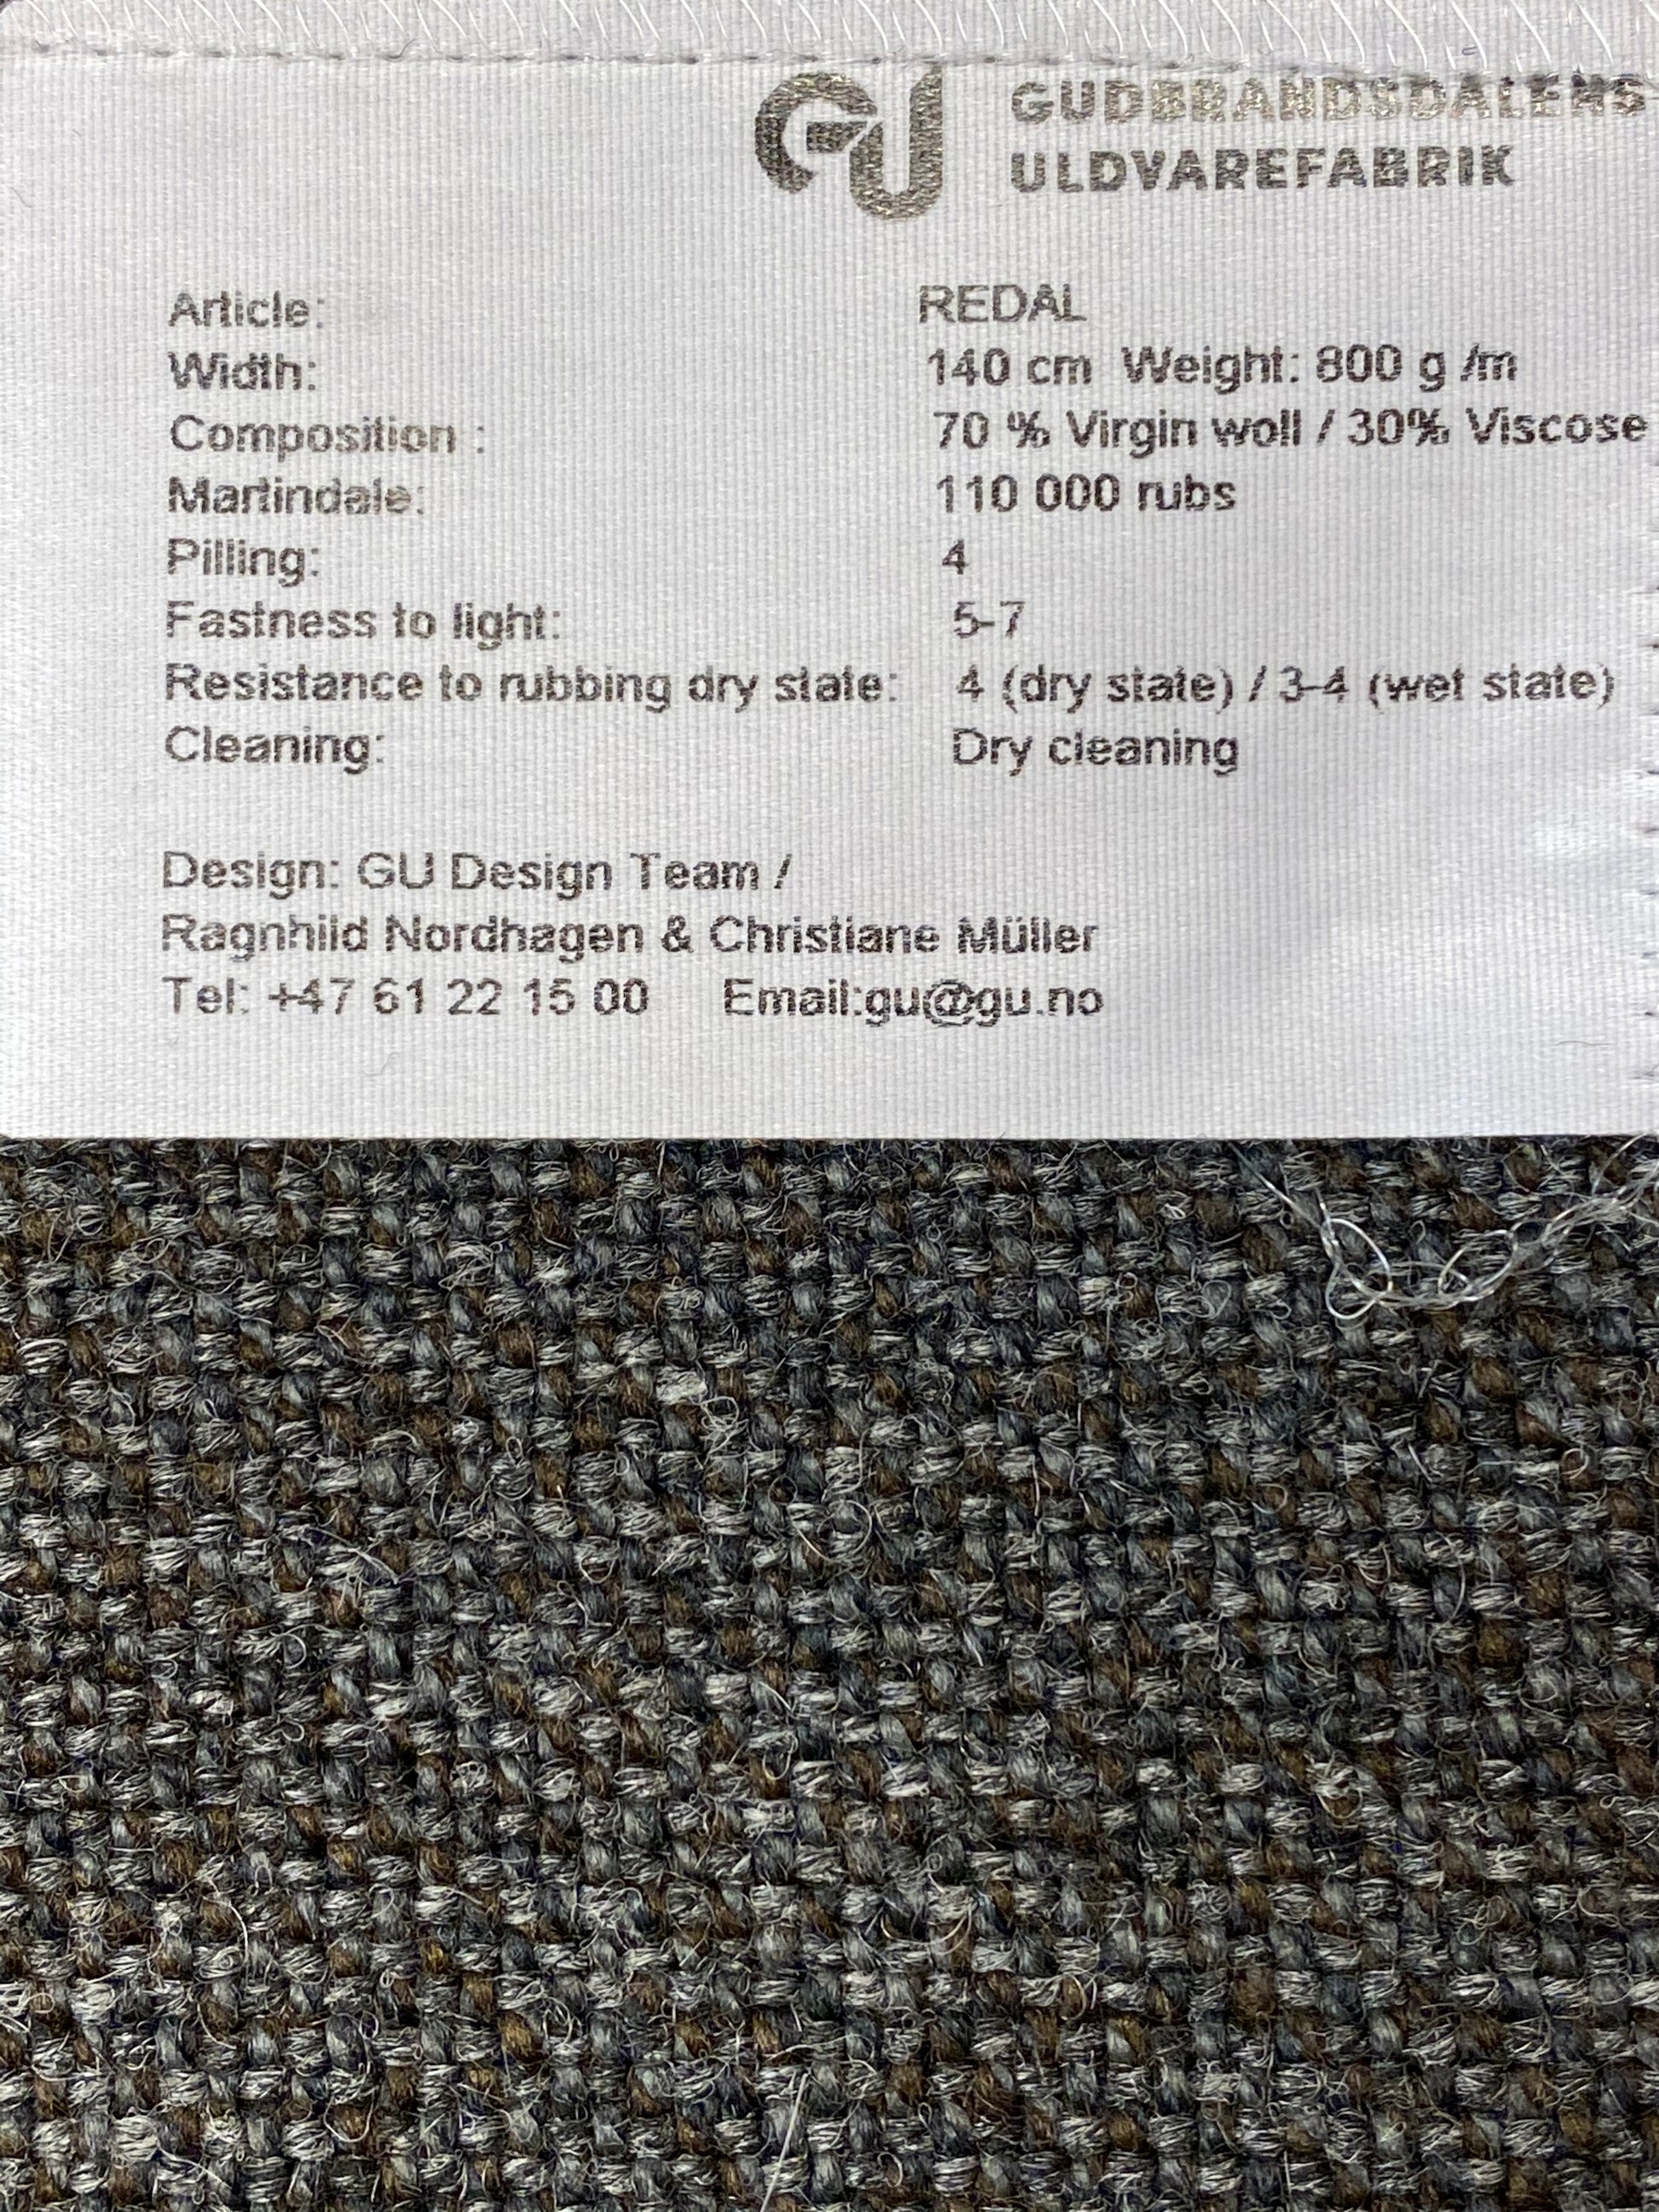 GU GUDBRANDSDALENS
ULDVAREFABRIK
Article: REDAL
Width: 140 cm Weight: 800 g /m
Composition : 70 % Virgin woll / 30% Viscose
Martindale: 110 000 rubs
Pilling: 4
Fastness to light: 5-7
Resistance to rubbing dry state: 4 (dry state) / 3-4 (wet state)
Cleaning: Dry cleaning
Design: GU Design Team /
Ragnhild Nordhagen & Christiane Müller
Tel: +47 61 22 15 00 Email:gu@gu.no